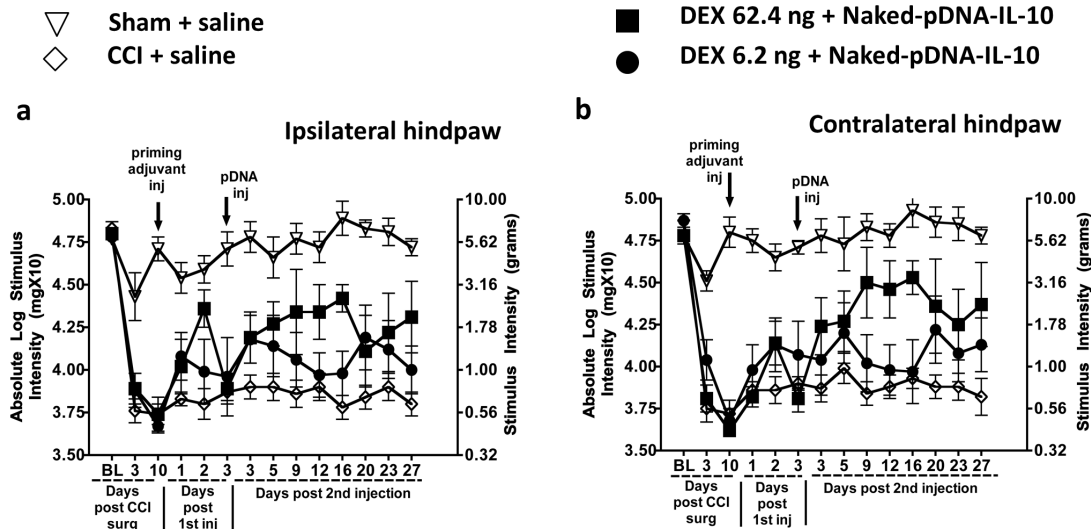 Sham + saline
CCI + saline
DEX 62.4 ng + Naked-pDNA-IL-10
DEX 6.2 ng + Naked-pDNA-IL-10
a
Ipsilateral hindpaw
priming
adjuvant
inj
pDNA
inj
Absolute Log Stimulus
Intensity (mgX10)
5.00
4.75
4.50
4.25
4.00
3.75
3.50
10.00
5.62
3.16
1.78
1.00
0.56
0.32
Stimulus Intensity (grams)
BL 3 10 1 2 3 3 5 9 12 16 20 23 27
Days
post CCI
surg
Days
post
1st inj
Days post 2nd injection
b
Contralateral hindpaw
priming
adjuvant
inj
pDNA
inj
Absolute Log Stimulus
Intensity (mgX10)
5.00
4.75
4.50
4.25
4.00
3.75
3.50
10.00
5.62
3.16
1.78
1.00
0.56
0.32
Stimulus Intensity (grams)
BL 3 10 1 2 3 3 5 9 12 16 20 23 27
Days
post CCI
surg
Days
post
1st inj
Days post 2nd injection